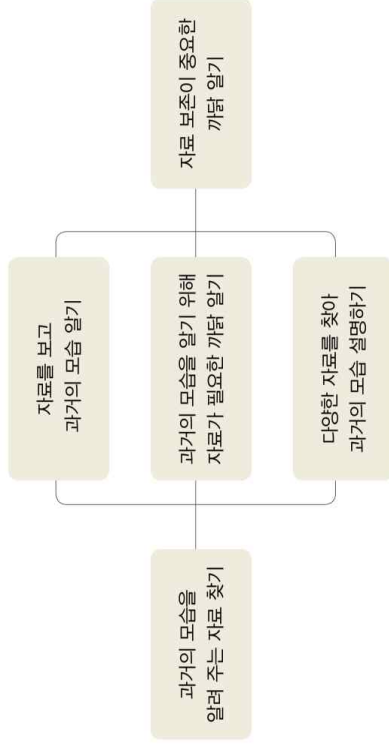 과거의 모습을
알려 주는 자료 찾기
자료를 보고
과거의 모습 알기
과거의 모습을 알기 위해
자료가 필요한 까닭 알기
다양한 자료를 찾아
과거의 모습 설명하기
자료 보존이 중요한
까닭 알기